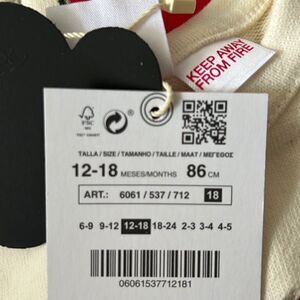 KEEP AWAY
FROM FIRE
FSC
TALLA / SIZE / TAMANHO / TAILLE / MAAT / ΜΕΓΕΘΟΣ
12-18 MESES/MONTHS 86 CM
ART.: 6061 / 537 / 712 18
6-9 9-12 12-18 18-24 2-3 3-4 4-5
06061537712181